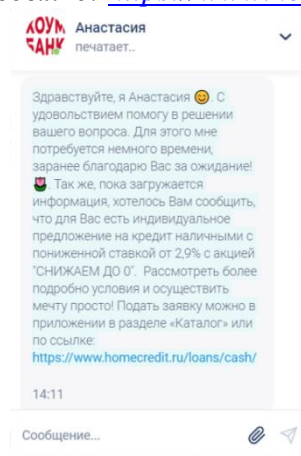 ХОУМ
БАНК
Анастасия
печатает..
Здравствуйте, я Анастасия 😊. С
удовольствием помогу в решении
вашего вопроса. Для этого мне
потребуется немного времени,
заранее благодарю Вас за ожидание!
🌷. Так же, пока загружается
информация, хотелось Вам сообщить,
что для Вас есть индивидуальное
предложение на кредит наличными с
пониженной ставкой от 2,9% с акцией
"СНИЖАЕМ ДО 0". Рассмотреть более
подробно условия и осуществить
мечту просто! Подать заявку можно в
приложении в разделе «Каталог» или
по ссылке:
https://www.homecredit.ru/loans/cash/
14:11
Сообщение...